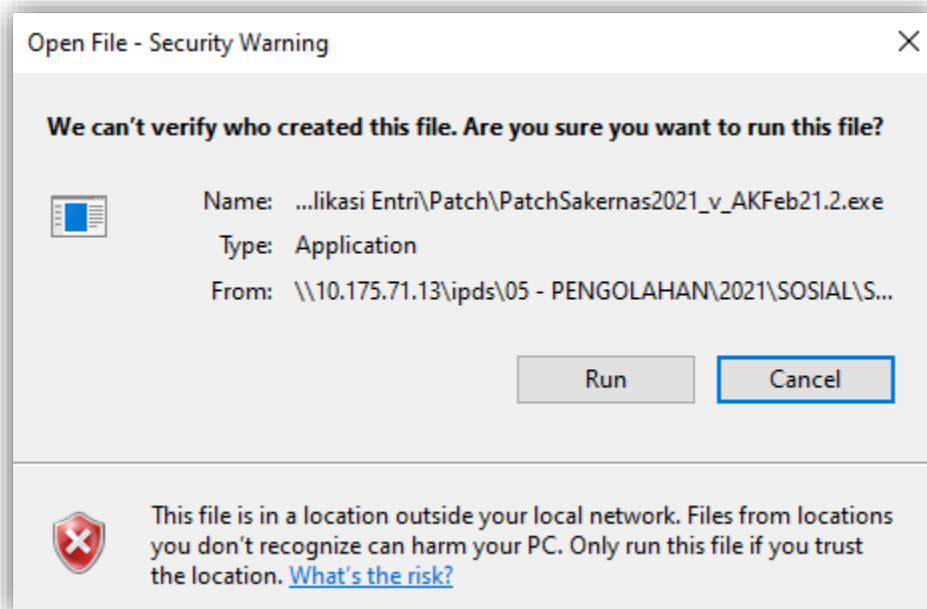 Open File - Security Warning
We can't verify who created this file. Are you sure you want to run this file?
Name: ...likasi Entri\Patch\PatchSakernas2021_v_AKFeb21.2.exe
Type: Application
From: \\10.175.71.13\ipds\05 - PENGOLAHAN\2021\SOSIAL\S...
Run Cancel
This file is in a location outside your local network. Files from locations
you don't recognize can harm your PC. Only run this file if you trust
the location. What's the risk?